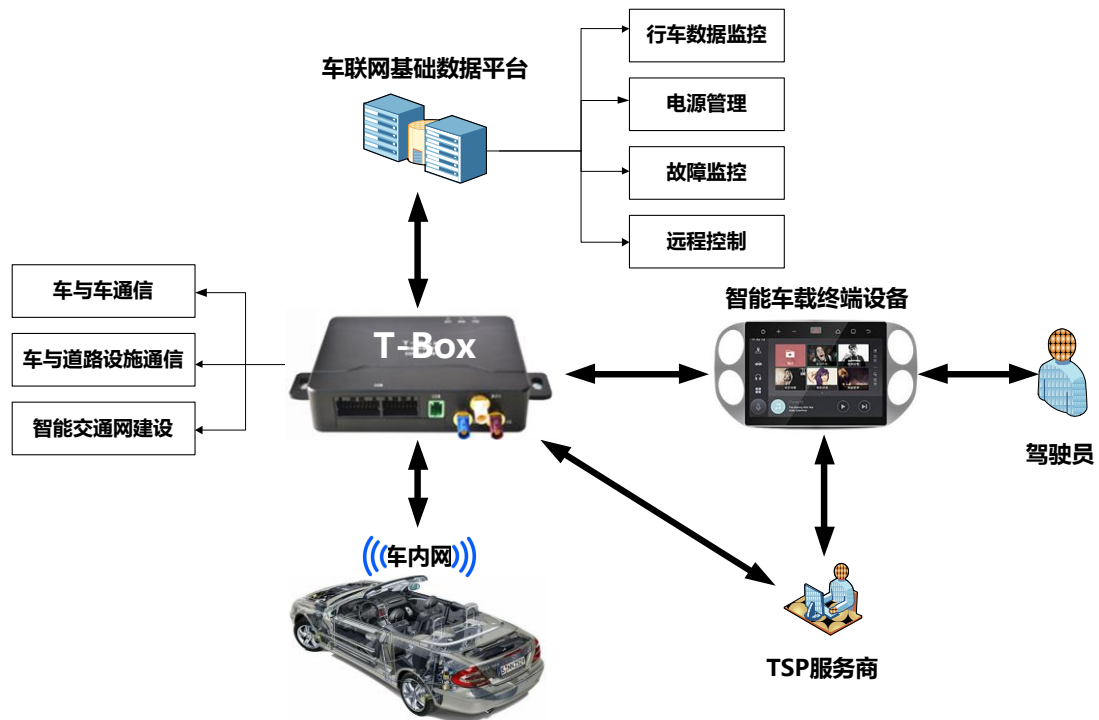 行车数据监控
车联网基础数据平台
电源管理
故障监控
远程控制
车与车通信
智能车载终端设备
T-Box
车与道路设施通信
智能交通网建设
驾驶员
车内网
TSP服务商